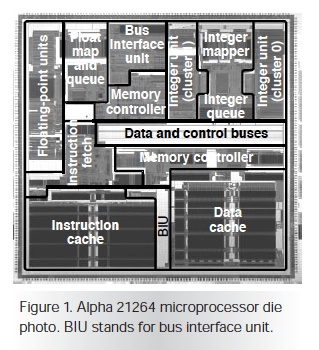 Floating-point units
Float
map
and
queue
Bus
Interface
unit
Memory
controller
Integer unit
(cluster 1)
Integer
mapper
Integer
queue
Integer unit
(cluster 0)
Instruction
fetch
Data and control buses
Memory controller
Instruction
cache
BIU
Data
cache
Figure 1. Alpha 21264 microprocessor die
photo. BIU stands for bus interface unit.